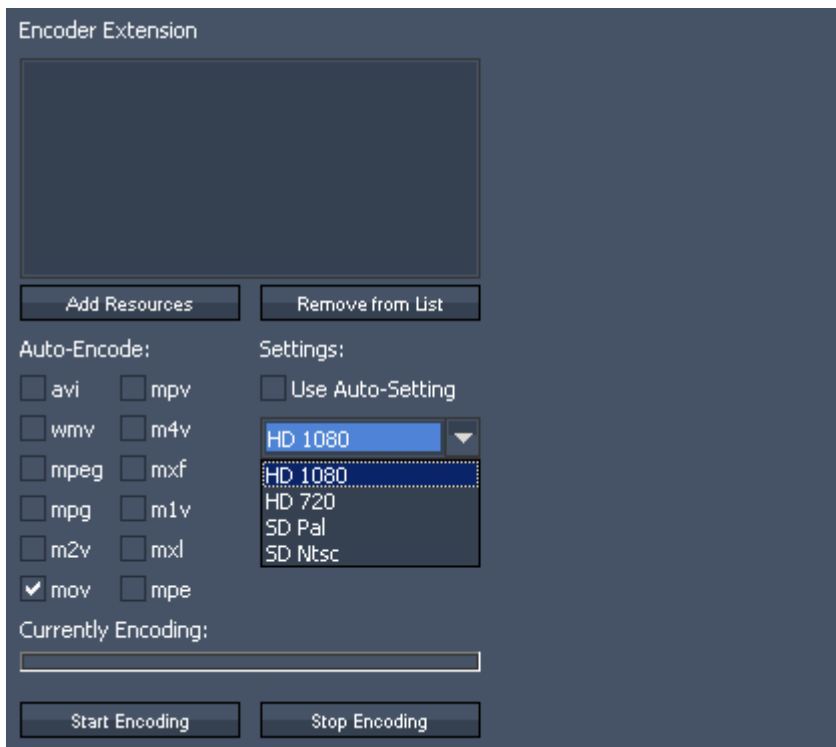 Encoder Extension
Add Resources
Remove from List
Auto-Encode:
Settings:
avi
mpv
Use Auto-Setting
wmv
m4v
HD 1080
mpeg
mxf
HD 1080
HD 720
mpg
m1v
SD Pal
m2v
mxl
SD Ntsc
mov
mpe
Currently Encoding:
Start Encoding
Stop Encoding